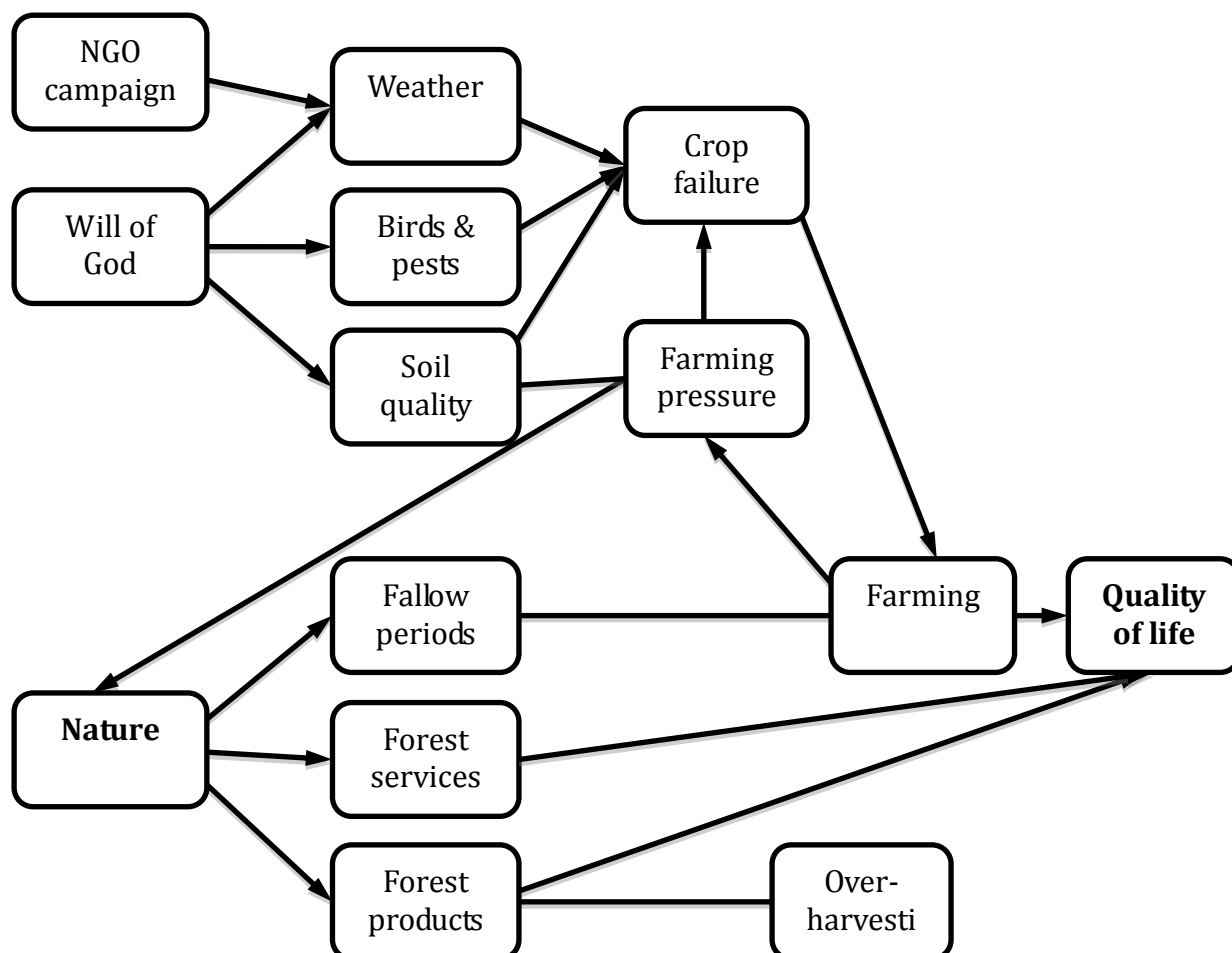 NGO
campaign
Weather
Crop
failure
Will of
God
Birds &
pests
Soil
quality
Farming
pressure
Fallow
periods
Farming
Quality
of life
Nature
Forest
services
Forest
products
Over-
harvesti